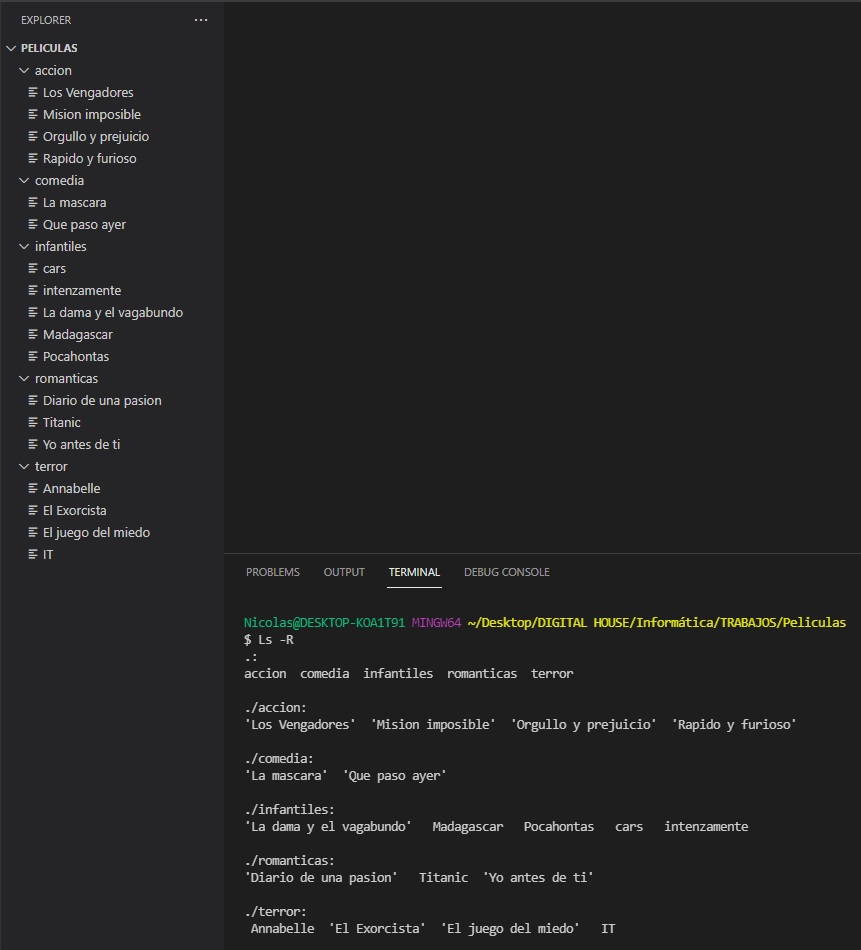 EXPLORER ...
PELICULAS
accion
Los Vengadores
Mision imposible
Orgullo y prejuicio
Rapido y furioso
comedia
La mascara
Que paso ayer
infantiles
cars
intenzamente
La dama y el vagabundo
Madagascar
Pocahontas
romanticas
Diario de una pasion
Titanic
Yo antes de ti
terror
Annabelle
El Exorcista
El juego del miedo
IT
PROBLEMS OUTPUT TERMINAL DEBUG CONSOLE
Nicolas@DESKTOP-KOA1T91 MINGW64 ~/Desktop/DIGITAL HOUSE/Informática/TRABAJOS/Peliculas
$ Ls -R
.:
accion  comedia  infantiles  romanticas  terror
./accion:
'Los Vengadores'  'Mision imposible'  'Orgullo y prejuicio'  'Rapido y furioso'
./comedia:
'La mascara'  'Que paso ayer'
./infantiles:
'La dama y el vagabundo'   Madagascar   Pocahontas   cars   intenzamente
./romanticas:
'Diario de una pasion'   Titanic  'Yo antes de ti'
./terror:
Annabelle  'El Exorcista'  'El juego del miedo'   IT